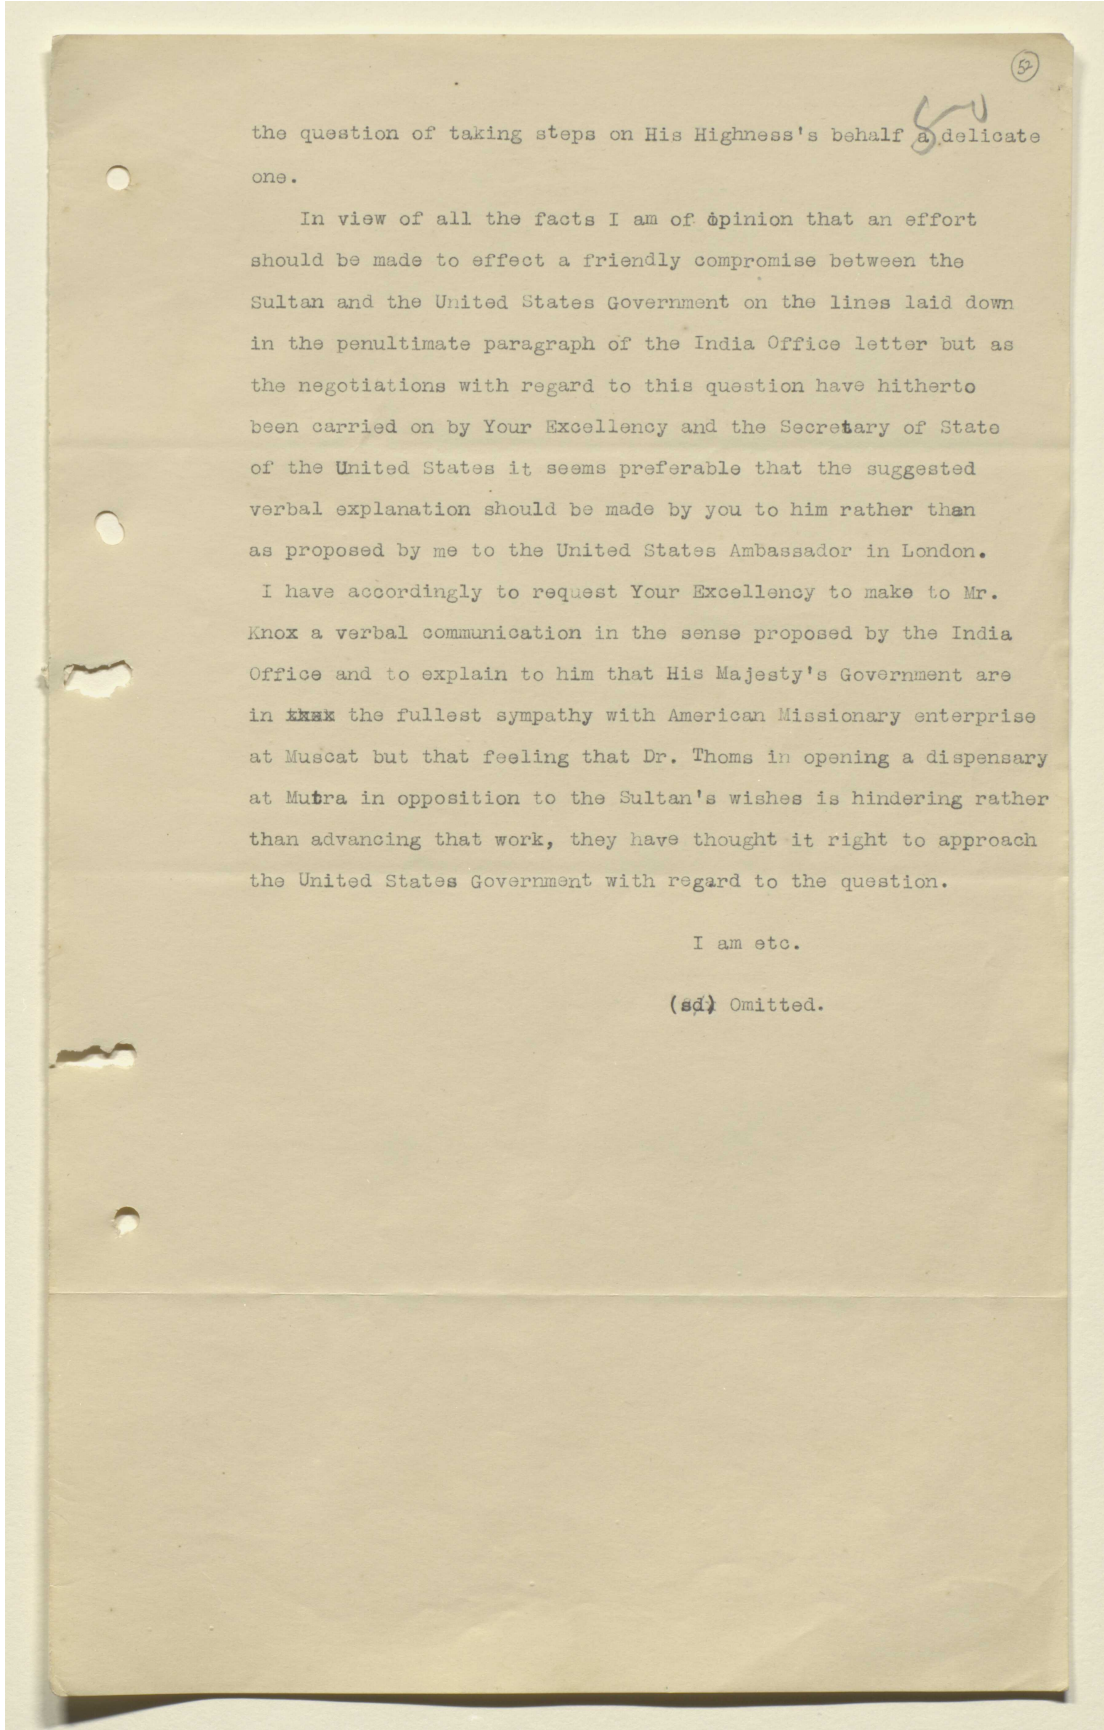 52
50
the question of taking steps on His Highness's behalf a delicate
one.
In view of all the facts I am of opinion that an effort
should be made to effect a friendly compromise between the
Sultan and the United States Government on the lines laid down
in the penultimate paragraph of the India Office letter but as
the negotiations with regard to this question have hitherto
been carried on by Your Excellency and the Secretary of State
of the United States it seems preferable that the suggested
verbal explanation should be made by you to him rather than
as proposed by me to the United States Ambassador in London.
I have accordingly to request Your Excellency to make to Mr.
Knox a verbal communication in the sense proposed by the India
Office and to explain to him that His Majesty's Government are
in the fullest sympathy with American Missionary enterprise
at Muscat but that feeling that Dr. Thoms in opening a dispensary
at Mutra in opposition to the Sultan's wishes is hindering rather
than advancing that work, they have thought it right to approach
the United States Government with regard to the question.
I am etc.
(sd) Omitted.